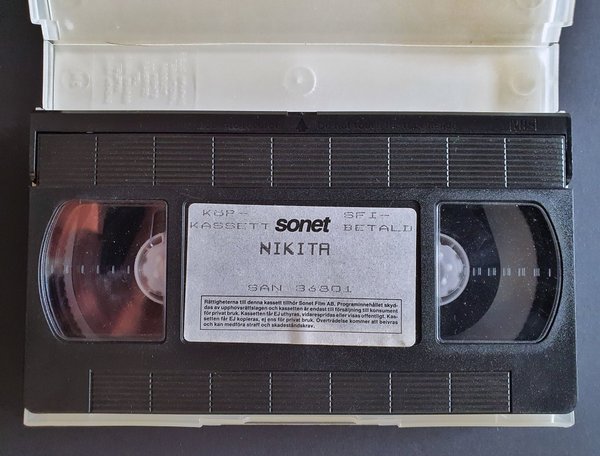 KÖP-
KASSETT
sonet
SFI-
BETALD
NIKITA
SAN 36801
Rättigheterna till denna kassett tillhör Sonet Film AB. Programinnehållet skyd-
das av upphovsrättslagen och kassetten är endast till försäljning till konsument
för privat bruk. Kassetten får EJ uthyras, vidarespridas eller visas offentligt. Kas-
setten får EJ kopieras, ej ens för privat bruk. Överträdelse kommer att beivras
och kan medföra straff och skadeståndskrav.